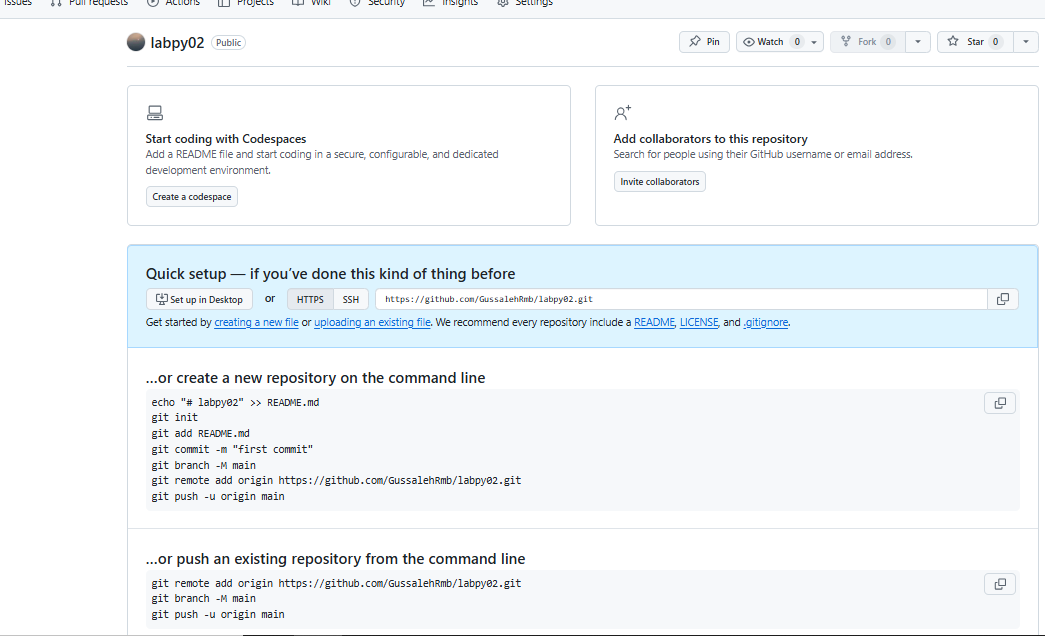 Issues Pull requests Actions Projects Wiki Security Insights Settings
labpy02 Public Pin Watch 0 Fork 0 Star 0
Start coding with Codespaces
Add a README file and start coding in a secure, configurable, and dedicated
development environment.
Create a codespace
Add collaborators to this repository
Search for people using their GitHub username or email address.
Invite collaborators
Quick setup — if you’ve done this kind of thing before
Set up in Desktop or HTTPS SSH https://github.com/GussalehRmb/labpy02.git
Get started by creating a new file or uploading an existing file. We recommend every repository include a README, LICENSE, and .gitignore.
…or create a new repository on the command line
echo "# labpy02" >> README.md
git init
git add README.md
git commit -m "first commit"
git branch -M main
git remote add origin https://github.com/GussalehRmb/labpy02.git
git push -u origin main
…or push an existing repository from the command line
git remote add origin https://github.com/GussalehRmb/labpy02.git
git branch -M main
git push -u origin main